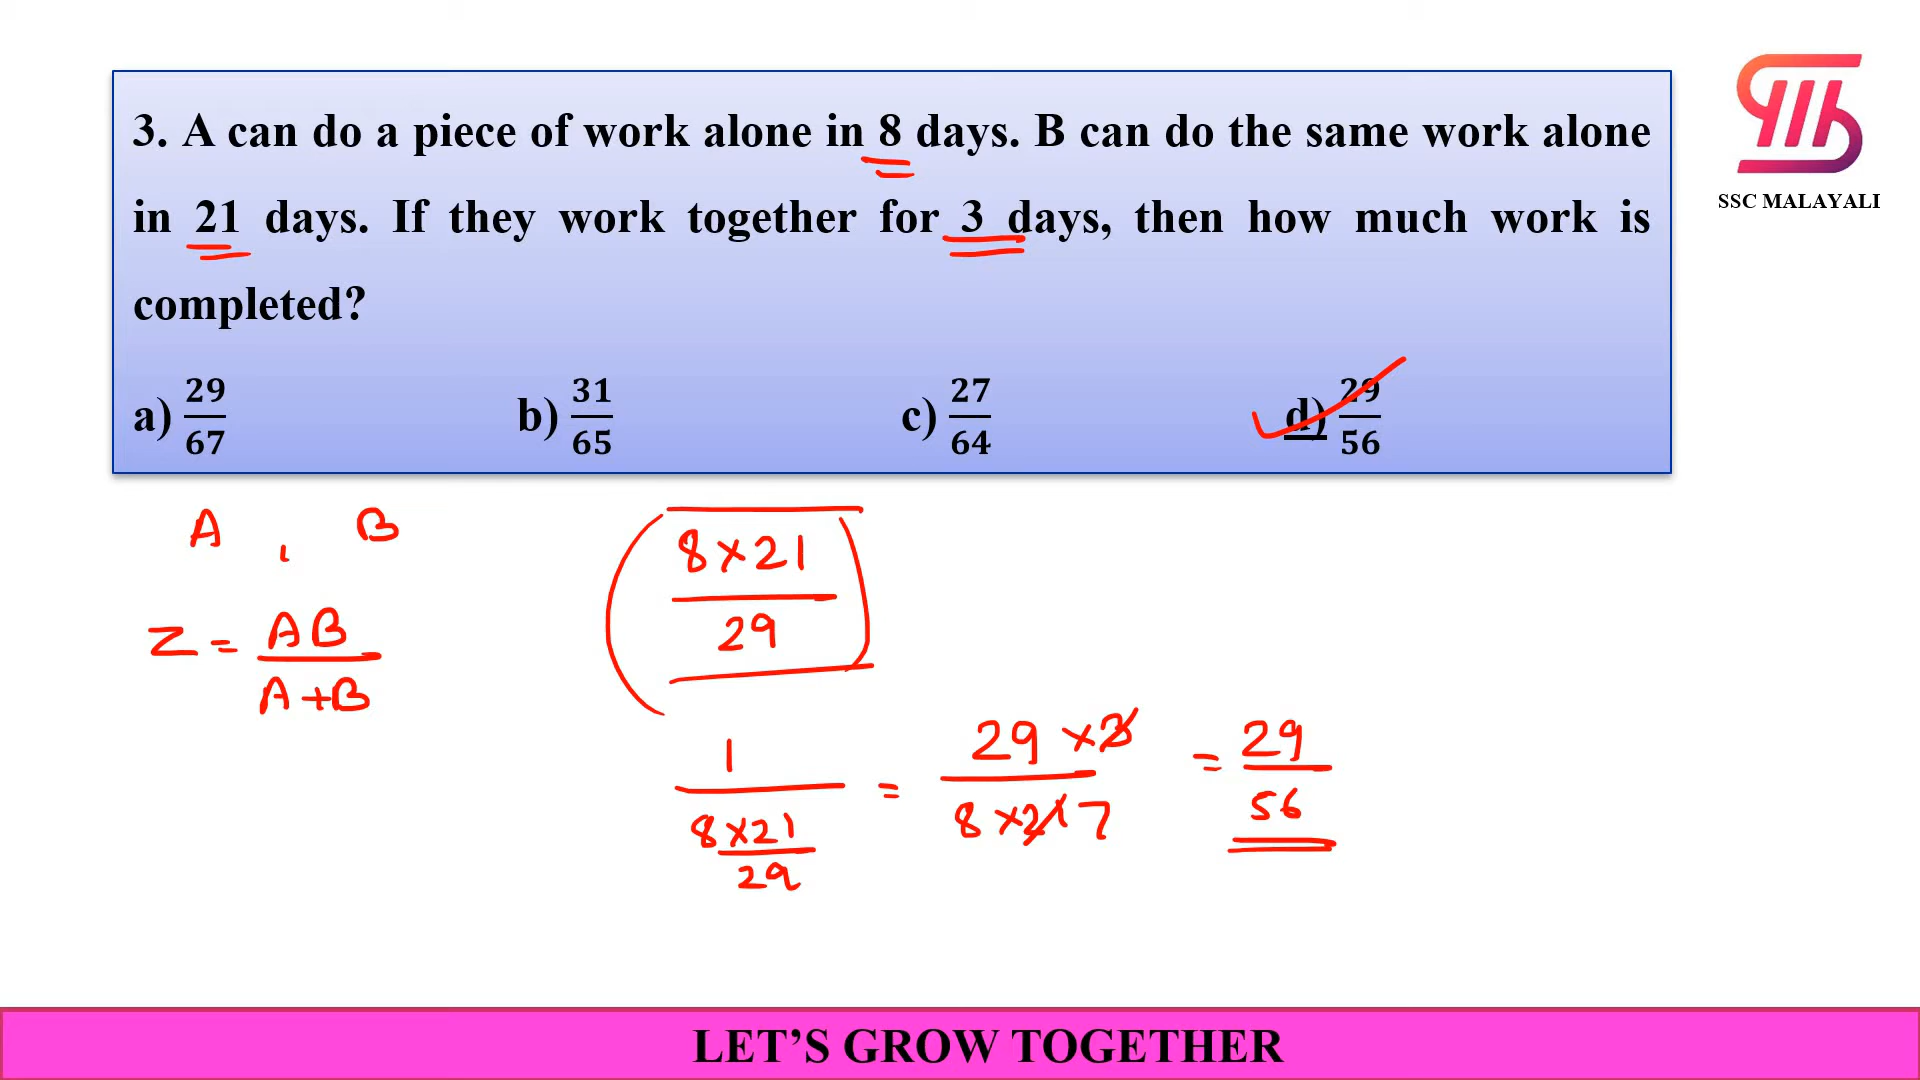 3. A can do a piece of work alone in 8 days. B can do the same work alone
in 21 days. If they work together for 3 days, then how much work is
completed?
a) 29/67 b) 31/65 c) 27/64 d) 29/56
SSC MALAYALI
A , B
Z = AB/A+B
8×21/29
1/(8×21/29) = 29×3/8×21 7 = 29/56
LET’S GROW TOGETHER